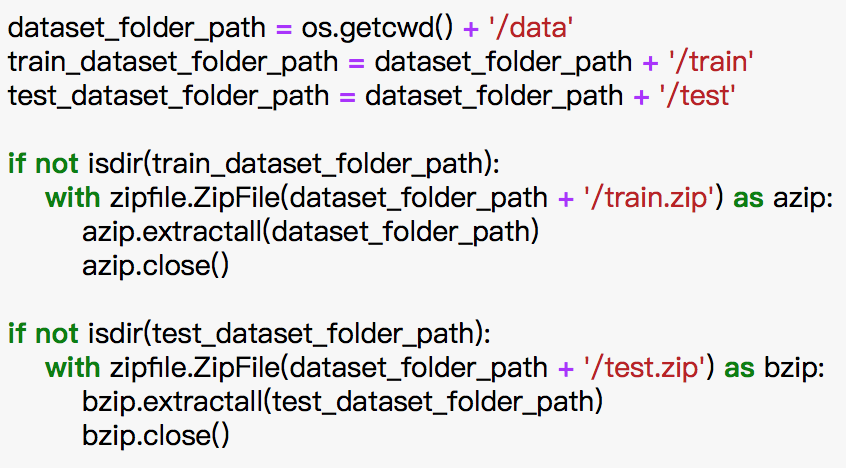 dataset_folder_path = os.getcwd() + '/data'
train_dataset_folder_path = dataset_folder_path + '/train'
test_dataset_folder_path = dataset_folder_path + '/test'
if not isdir(train_dataset_folder_path):
with zipfile.ZipFile(dataset_folder_path + '/train.zip') as azip:
azip.extractall(dataset_folder_path)
azip.close()
if not isdir(test_dataset_folder_path):
with zipfile.ZipFile(dataset_folder_path + '/test.zip') as bzip:
bzip.extractall(test_dataset_folder_path)
bzip.close()